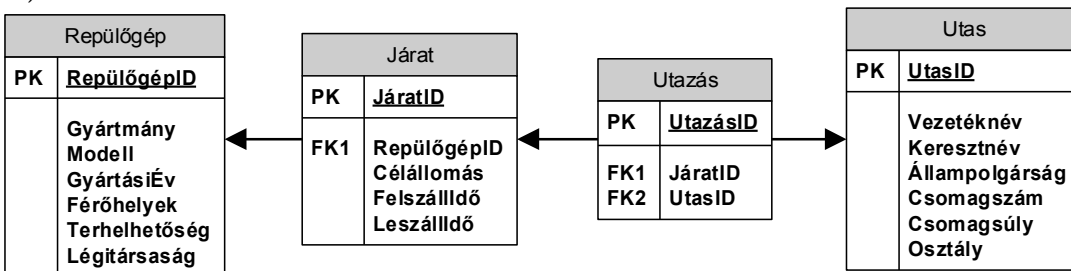 Repülőgép
PK RepülőgépID
Gyártmány
Modell
GyártásiÉv
Férőhelyek
Terhelhetőség
Légitársaság
Járat
PK JáratID
FK1 RepülőgépID
Célállomás
FelszállIdő
LeszállIdő
Utazás
PK UtazásID
FK1 JáratID
FK2 UtasID
Utas
PK UtasID
Vezetéknév
Keresztnév
Állampolgárság
Csomagszám
Csomagsúly
Osztály